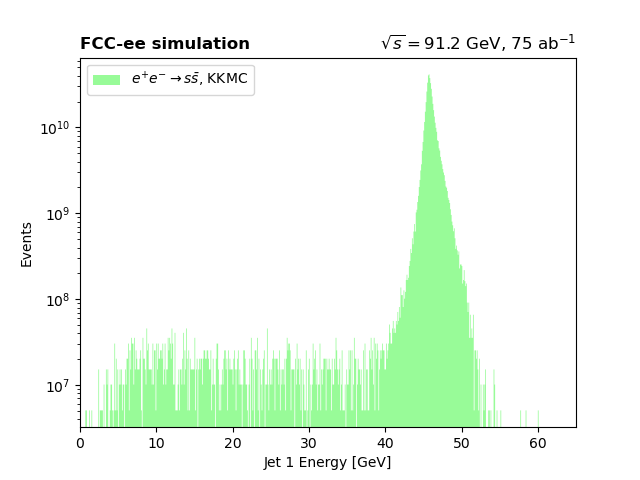 FCC-ee simulation
√s = 91.2 GeV, 75 ab⁻¹
e⁺e⁻ → ss̄, KKMC
Events
10¹⁰
10⁹
10⁸
10⁷
0 10 20 30 40 50 60
Jet 1 Energy [GeV]